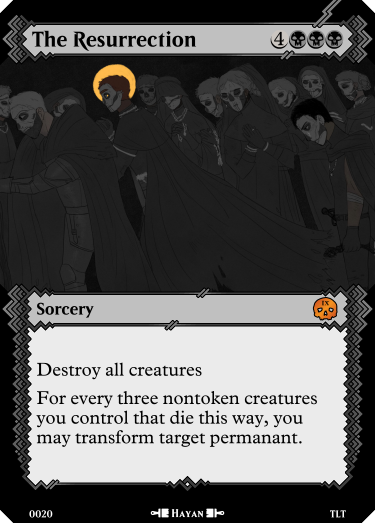 The Resurrection 4
Sorcery
IX
Destroy all creatures
For every three nontoken creatures
you control that die this way, you
may transform target permanant.
0020 Hayan TLT